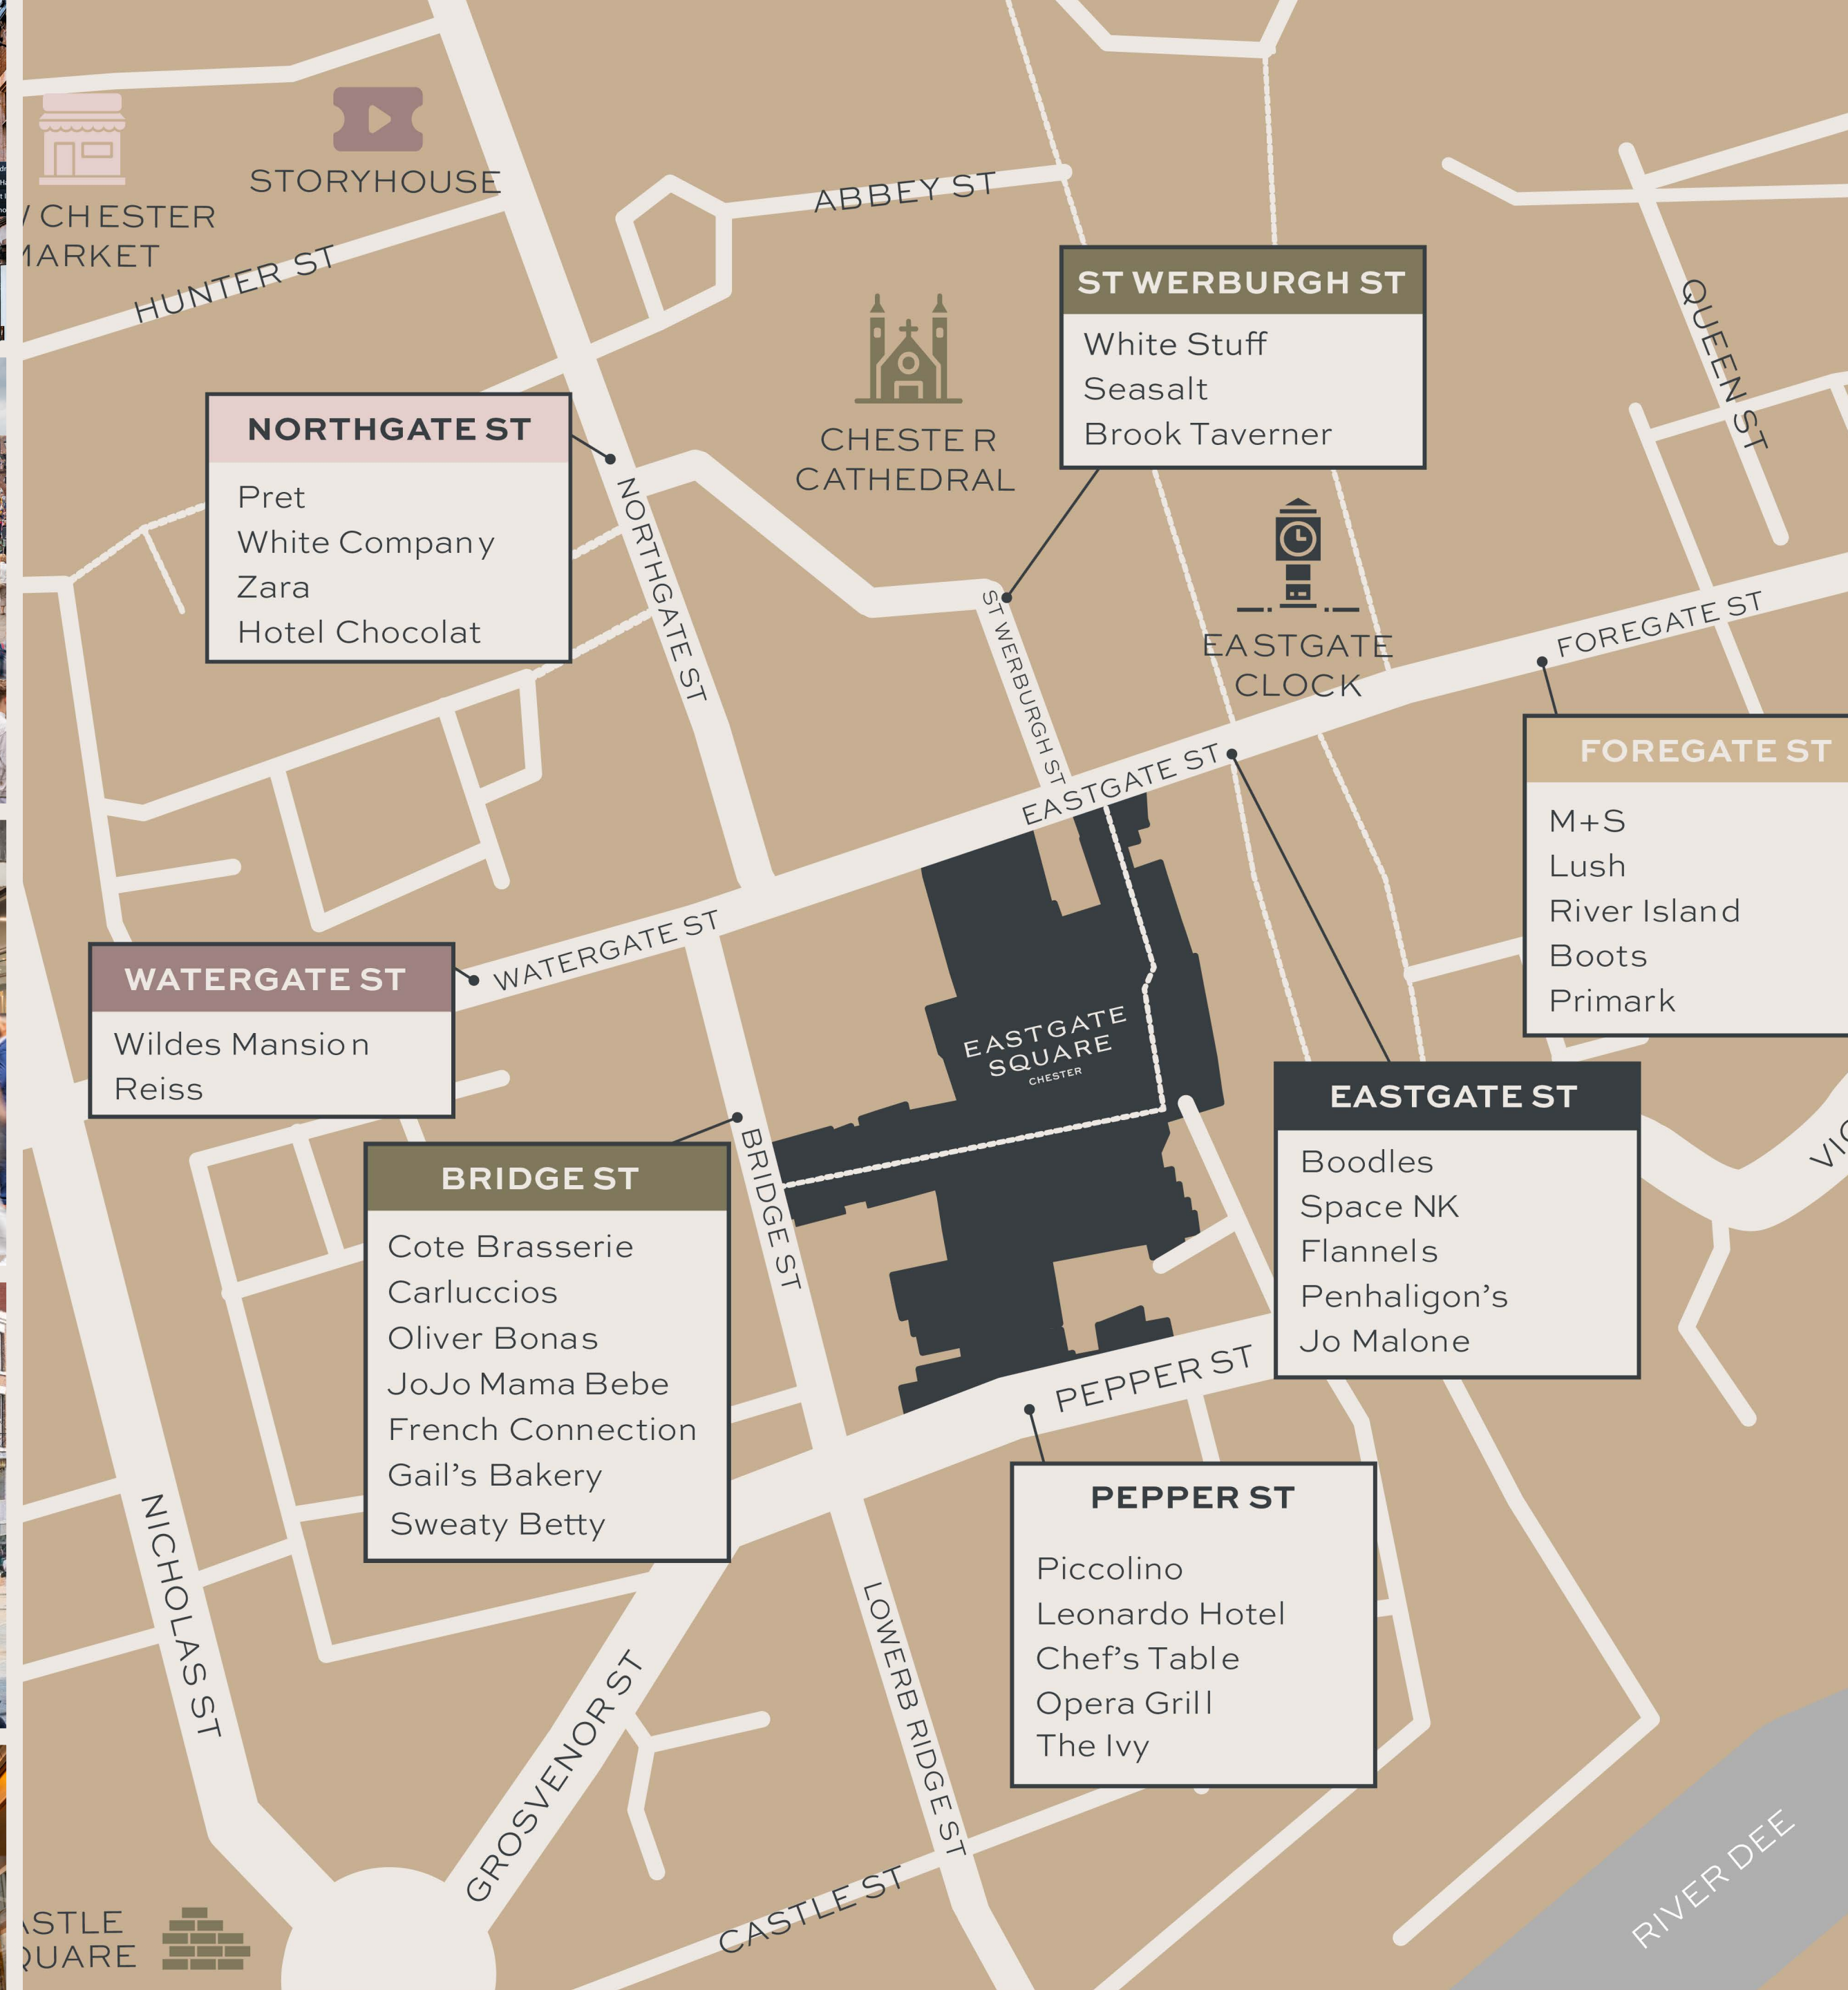 STORYHOUSE
CHESTER
MARKET
HUNTER ST
ABBEY ST
ST WERBURGH ST
White Stuff
Seasalt
Brook Taverner
QUEEN ST
CHESTER
CATHEDRAL
NORTHGATE ST
Pret
White Company
Zara
Hotel Chocolat
NORTHGATE ST
ST WERBURGH ST
EASTGATE
CLOCK
FOREGATE ST
FOREGATE ST
M+S
Lush
River Island
Boots
Primark
EASTGATE ST
WATERGATE ST
WATERGATE ST
Wildes Mansion
Reiss
EASTGATE
SQUARE
CHESTER
EASTGATE ST
Boodles
Space NK
Flannels
Penhaligon’s
Jo Malone
BRIDGE ST
BRIDGE ST
Cote Brasserie
Carluccios
Oliver Bonas
JoJo Mama Bebe
French Connection
Gail’s Bakery
Sweaty Betty
PEPPER ST
PEPPER ST
Piccolino
Leonardo Hotel
Chef’s Table
Opera Grill
The Ivy
NICHOLAS ST
GROSVENOR ST
LOWERB RIDGE ST
CASTLE ST
RIVER DEE
ASTLE
QUARE